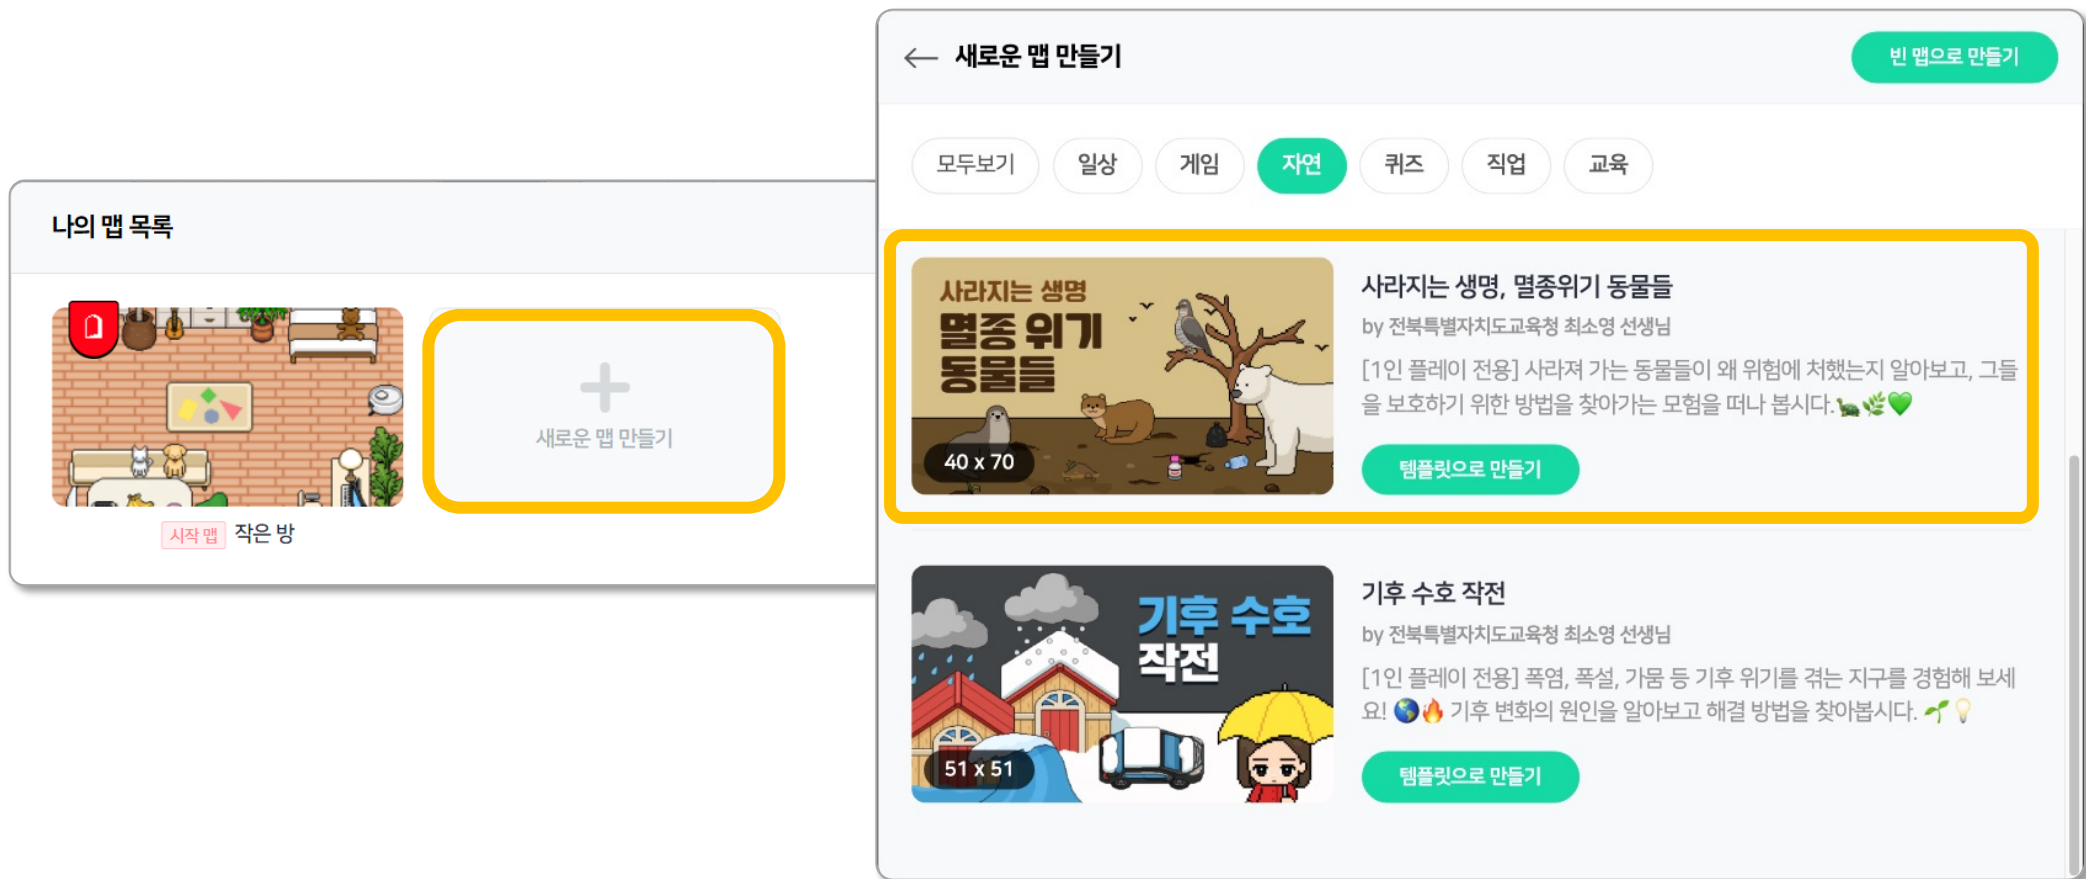 나의 맵 목록
새로운 맵 만들기
시작 맵 작은 방
새로운 맵 만들기
빈 맵으로 만들기
모두보기 일상 게임 자연 퀴즈 직업 교육
사라지는 생명
멸종 위기
동물들
40 x 70
사라지는 생명, 멸종위기 동물들
by 전북특별자치도교육청 최소영 선생님
[1인 플레이 전용] 사라져 가는 동물들이 왜 위험에 처했는지 알아보고, 그들
을 보호하기 위한 방법을 찾아가는 모험을 떠나 봅시다.🐢🌿💚
템플릿으로 만들기
기후 수호
작전
51 x 51
기후 수호 작전
by 전북특별자치도교육청 최소영 선생님
[1인 플레이 전용] 폭염, 폭설, 가뭄 등 기후 위기를 겪는 지구를 경험해 보세
요! 🌎🔥 기후 변화의 원인을 알아보고 해결 방법을 찾아봅시다. 🌱💡
템플릿으로 만들기